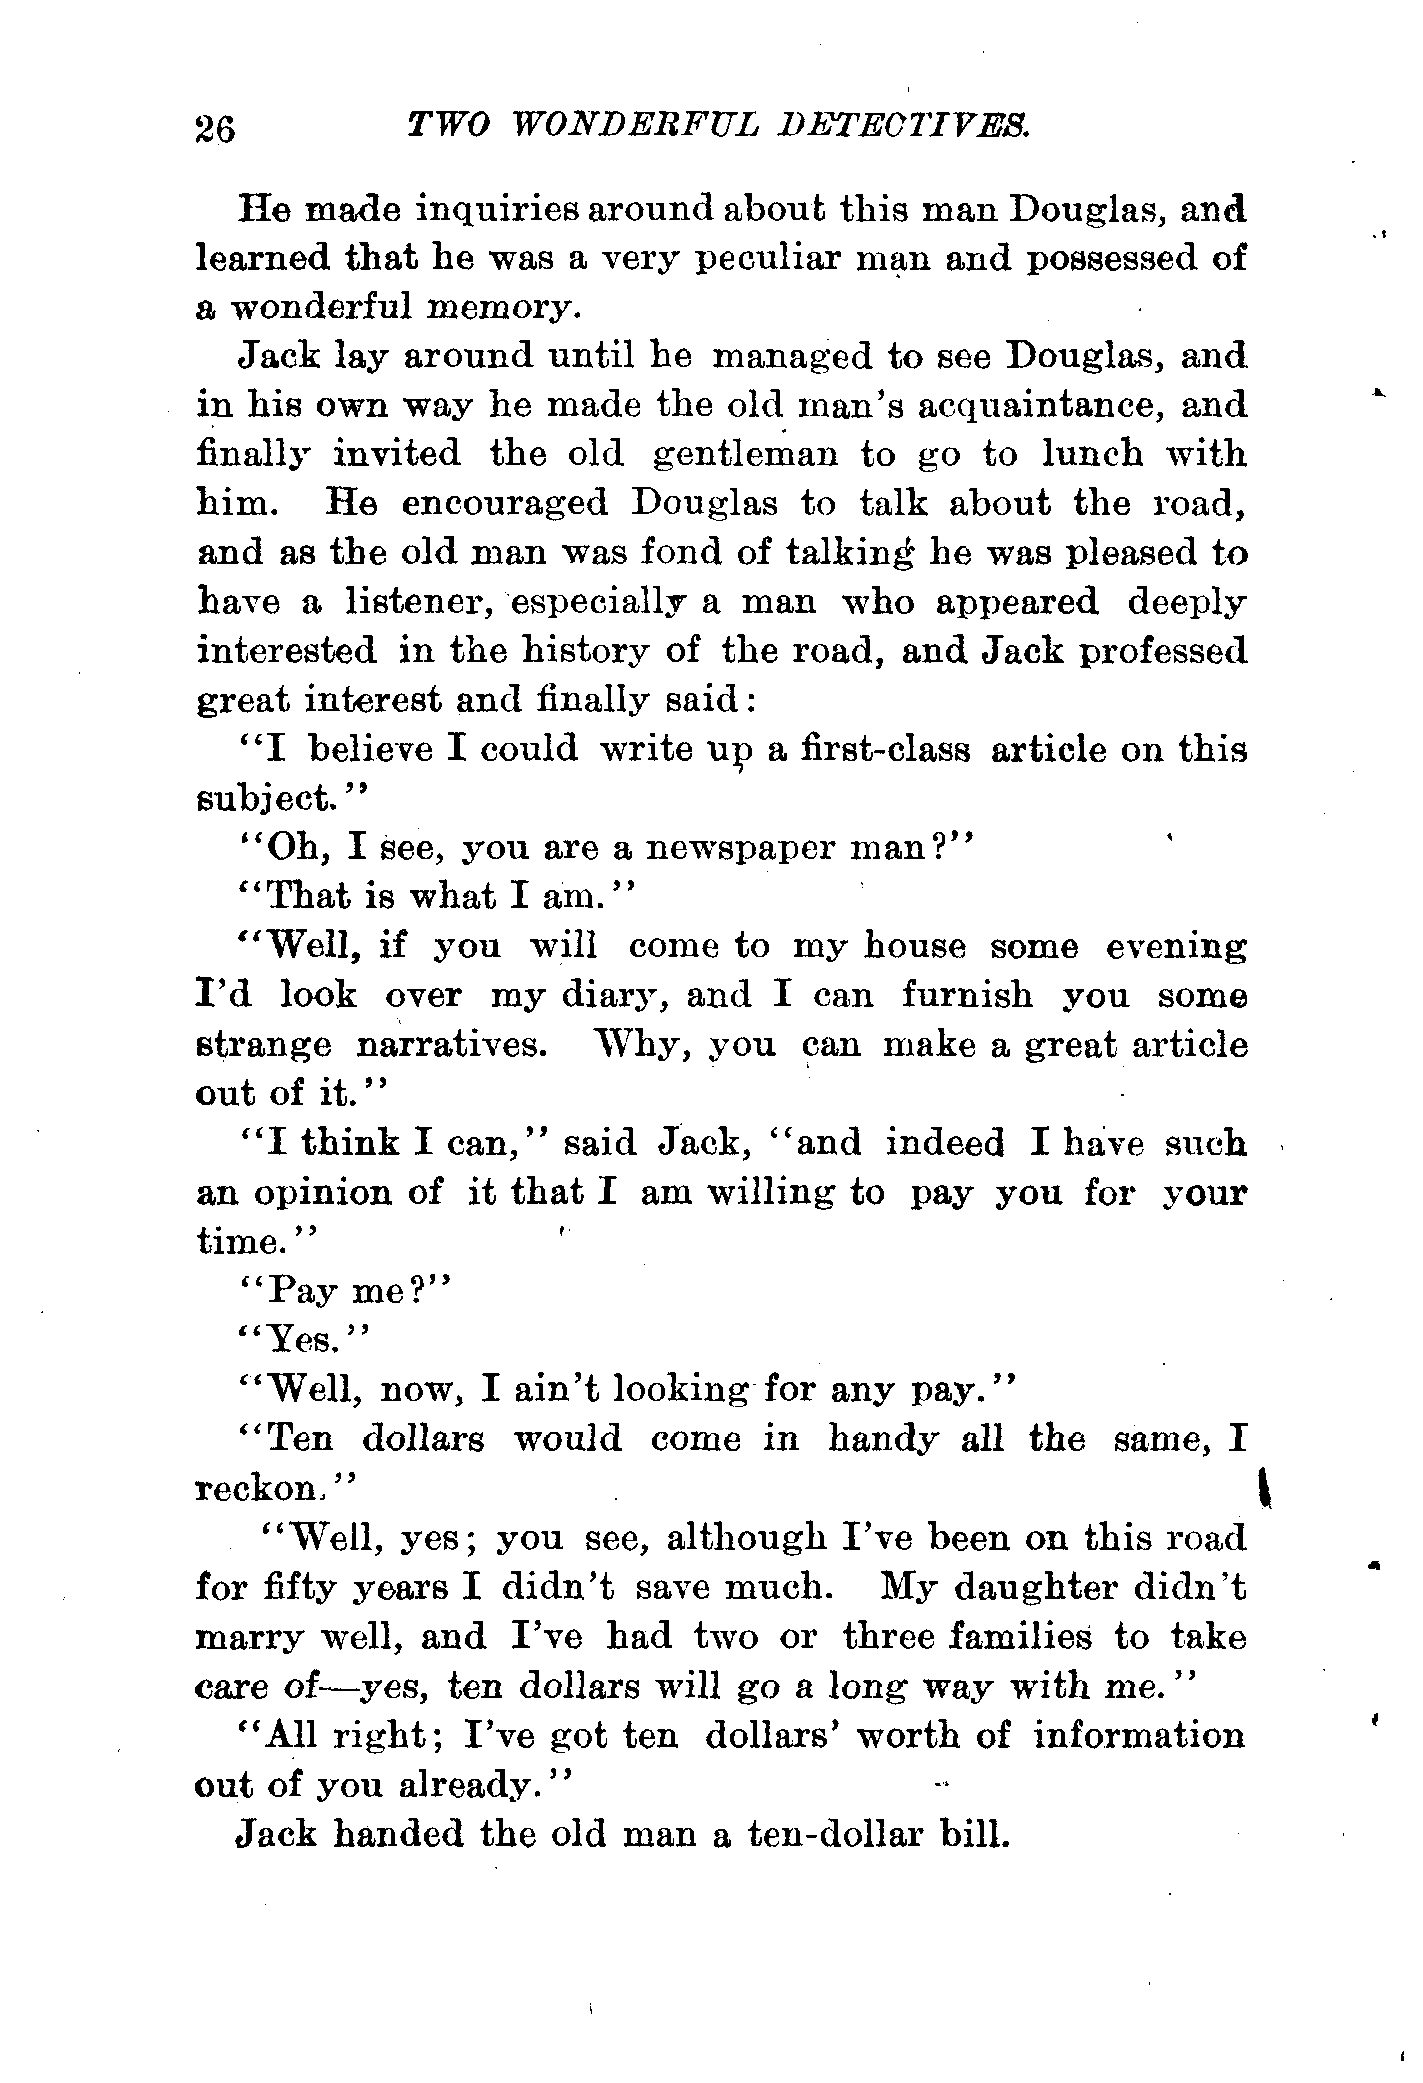 26 TWO WONDERFUL DETECTIVES.
He made inquiries around about this man Douglas, and
learned that he was a very peculiar man and possessed of
a wonderful memory.
Jack lay around until he managed to see Douglas, and
in his own way he made the old man's acquaintance, and
finally invited the old gentleman to go to lunch with
him. He encouraged Douglas to talk about the road,
and as the old man was fond of talking he was pleased to
have a listener, especially a man who appeared deeply
interested in the history of the road, and Jack professed
great interest and finally said:
"I believe I could write up a first-class article on this
subject."
"Oh, I see, you are a newspaper man?"
"That is what I am."
"Well, if you will come to my house some evening
I'd look over my diary, and I can furnish you some
strange narratives. Why, you can make a great article
out of it."
"I think I can," said Jack, "and indeed I have such
an opinion of it that I am willing to pay you for your
time."
"Pay me?"
"Yes."
"Well, now, I ain't looking for any pay."
"Ten dollars would come in handy all the same, I
reckon."
"Well, yes; you see, although I've been on this road
for fifty years I didn't save much. My daughter didn't
marry well, and I've had two or three families to take
care of—yes, ten dollars will go a long way with me."
"All right; I've got ten dollars' worth of information
out of you already."
Jack handed the old man a ten-dollar bill.